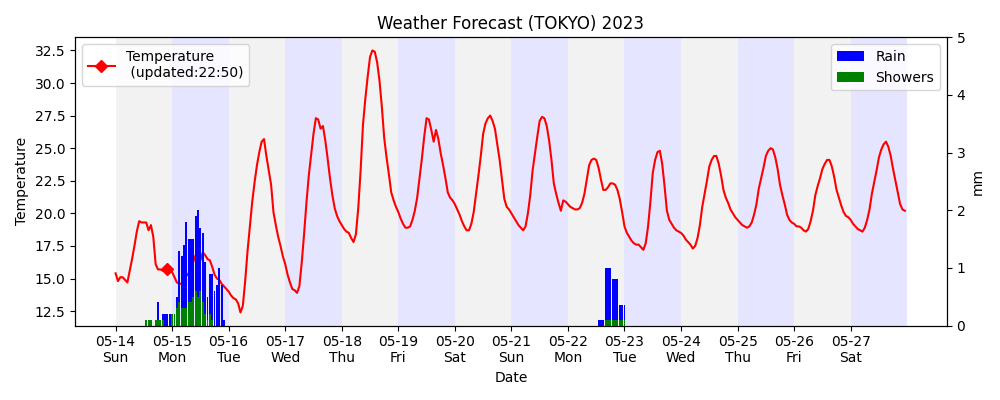 Weather Forecast (TOKYO) 2023
Temperature
(updated:22:50)
Rain
Showers
Temperature
32.5
30.0
27.5
25.0
22.5
20.0
17.5
15.0
12.5
5
4
3
2
1
0
mm
05-14 05-15 05-16 05-17 05-18 05-19 05-20 05-21 05-22 05-23 05-24 05-25 05-26 05-27
Sun Mon Tue Wed Thu Fri Sat Sun Mon Tue Wed Thu Fri Sat
Date